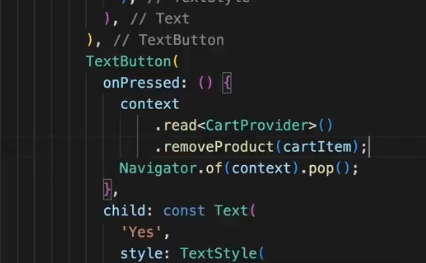 ), // Text
), // TextButton
TextButton(
onPressed: () {
context
.read<CartProvider>()
.removeProduct(cartItem);
Navigator.of(context).pop();
},
child: const Text(
'Yes',
style: TextStyle(